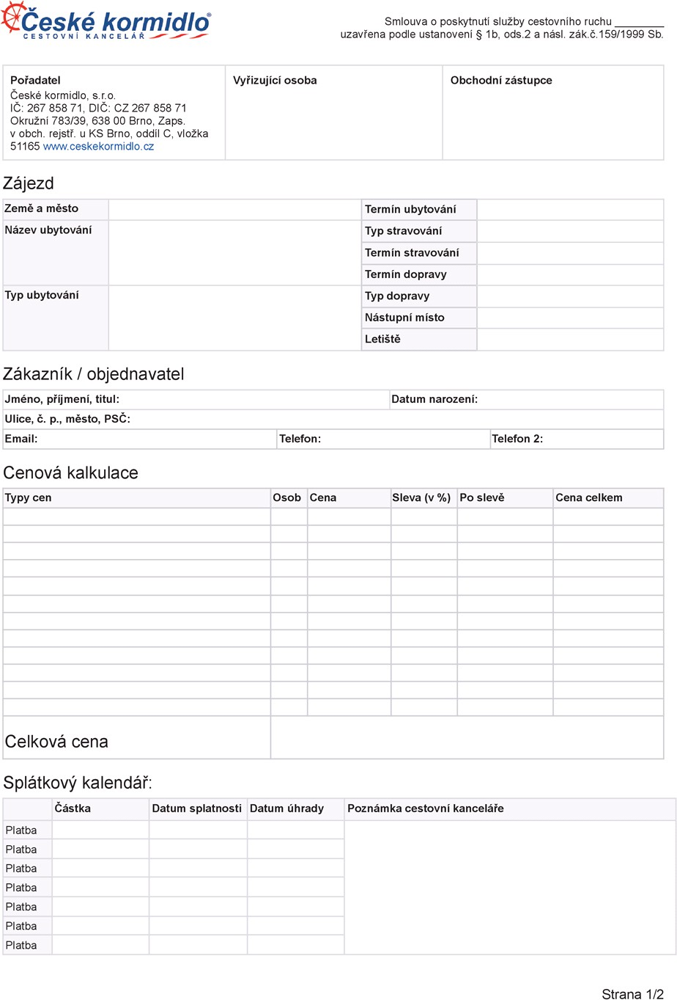 České kormidlo®
CESTOVNÍ KANCELÁŘ
Smlouva o poskytnutí služby cestovního ruchu ________
uzavřena podle ustanovení § 1b, ods.2 a násl. zák.č.159/1999 Sb.
Pořadatel
České kormidlo, s.r.o.
IČ: 267 858 71, DIČ: CZ 267 858 71
Okružní 783/39, 638 00 Brno, Zaps.
v obch. rejstř. u KS Brno, oddíl C, vložka
51165 www.ceskekormidlo.cz
Vyřizující osoba
Obchodní zástupce
Zájezd
Země a město
Název ubytování
Typ ubytování
Termín ubytování
Typ stravování
Termín stravování
Termín dopravy
Typ dopravy
Nástupní místo
Letiště
Zákazník / objednavatel
Jméno, příjmení, titul: Datum narození:
Ulice, č. p., město, PSČ:
Email: Telefon: Telefon 2:
Cenová kalkulace
Typy cen Osob Cena Sleva (v %) Po slevě Cena celkem
Celková cena
Splátkový kalendář:
Částka Datum splatnosti Datum úhrady Poznámka cestovní kanceláře
Platba
Platba
Platba
Platba
Platba
Platba
Platba
Strana 1/2